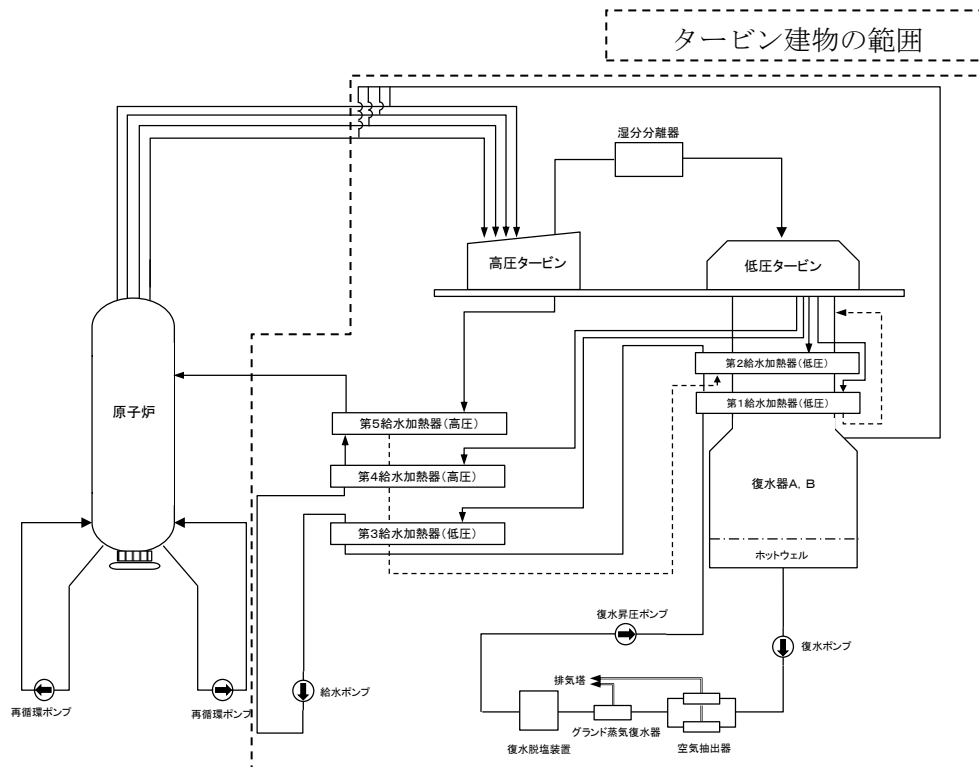 タービン建物の範囲
湿分分離器
高圧タービン
低圧タービン
第2給水加熱器(低圧)
第1給水加熱器(低圧)
原子炉
第5給水加熱器(高圧)
第4給水加熱器(高圧)
第3給水加熱器(低圧)
復水器A, B
ホットウェル
復水昇圧ポンプ
復水ポンプ
排気塔
給水ポンプ
再循環ポンプ
再循環ポンプ
グランド蒸気復水器
復水脱塩装置
空気抽出器